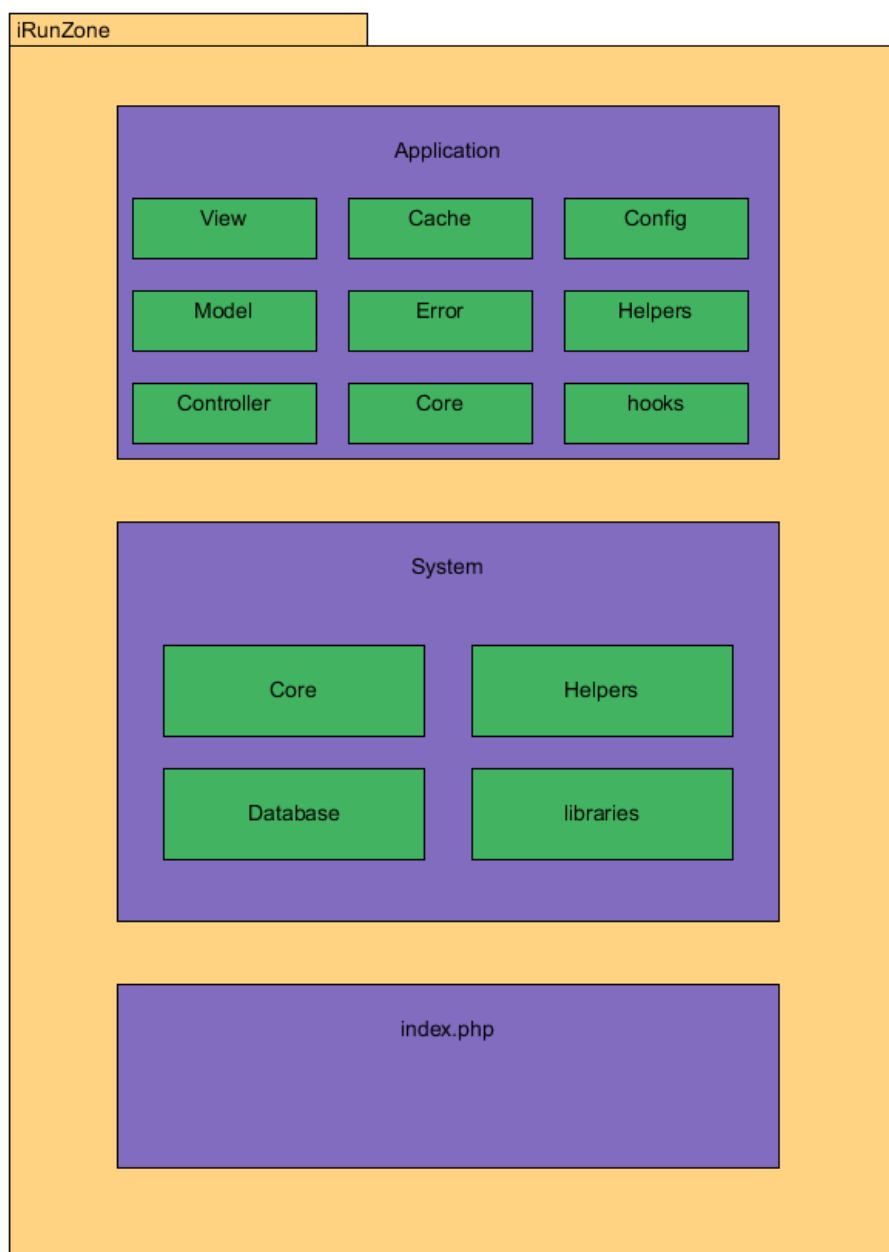 iRunZone
Application
View Cache Config
Model Error Helpers
Controller Core hooks
System
Core Helpers
Database libraries
index.php